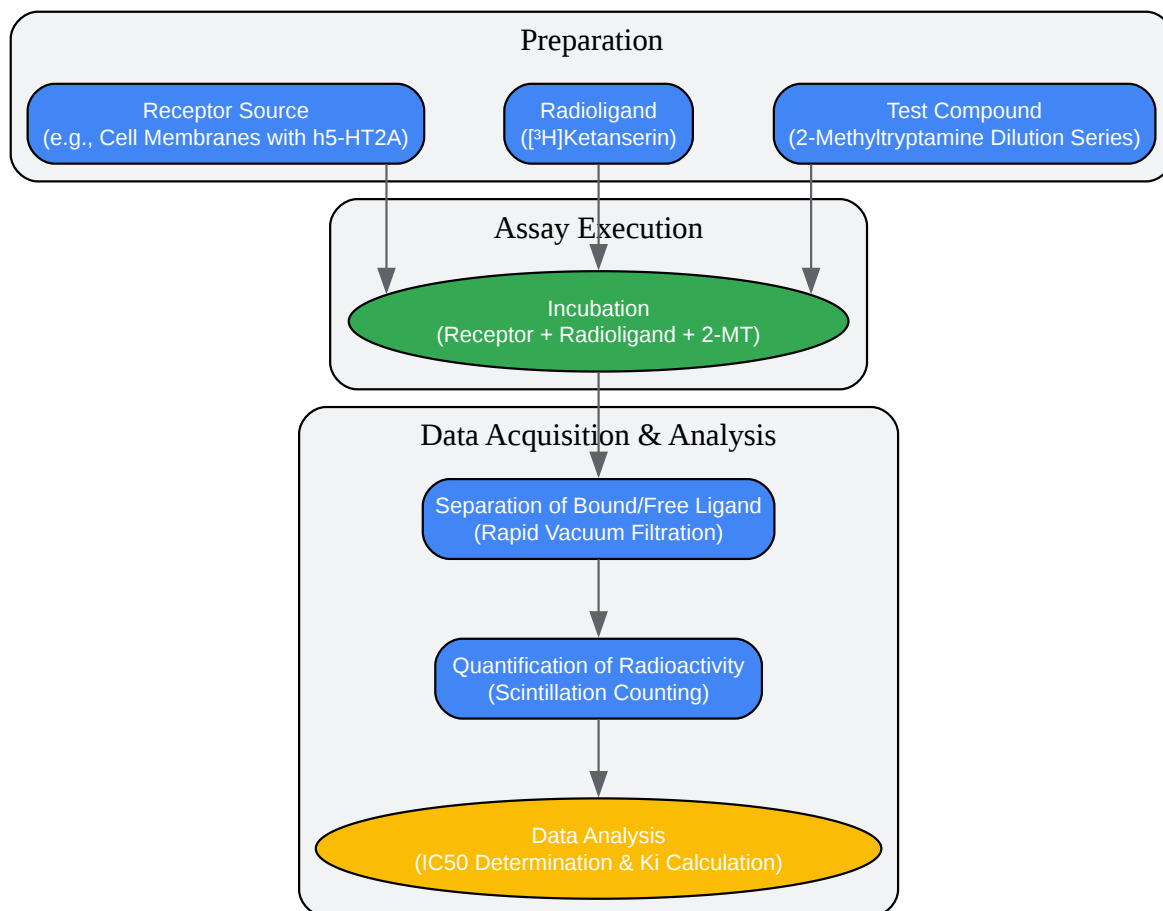 Preparation
Receptor Source
(e.g., Cell Membranes with h5-HT2A)
Radioligand
([³H]Ketanserin)
Test Compound
(2-Methyltryptamine Dilution Series)
Assay Execution
Incubation
(Receptor + Radioligand + 2-MT)
Data Acquisition & Analysis
Separation of Bound/Free Ligand
(Rapid Vacuum Filtration)
Quantification of Radioactivity
(Scintillation Counting)
Data Analysis
(IC50 Determination & Ki Calculation)